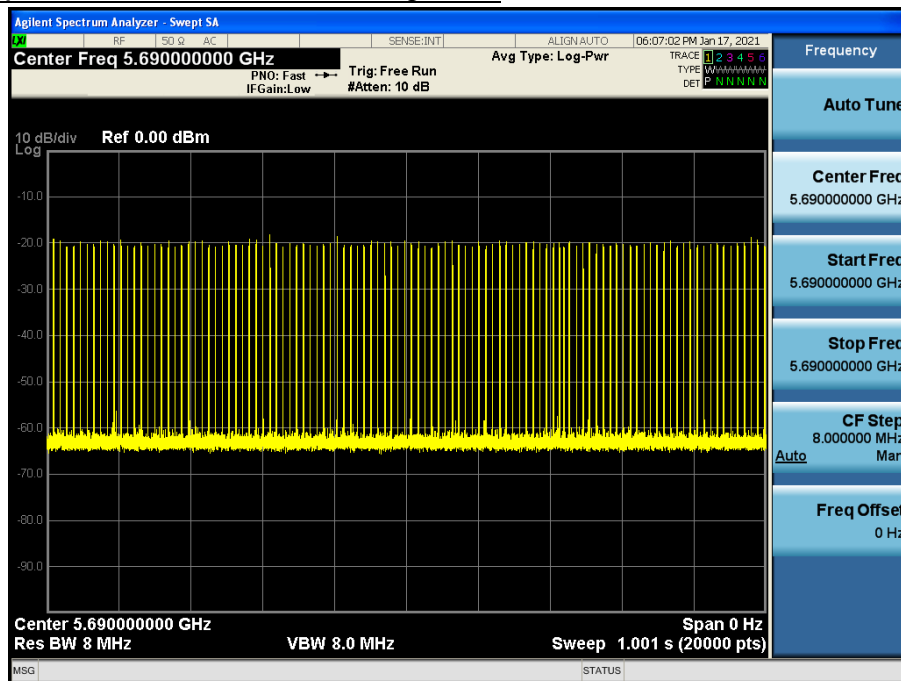 Agilent Spectrum Analyzer - Swept SA
LXI RF 50 Ω AC SENSE:INT ALIGN AUTO 06:07:02 PM Jan 17, 2021
Center Freq 5.690000000 GHz Avg Type: Log-Pwr TRACE 1 2 3 4 5 6
PNO: Fast Trig: Free Run TYPE WWWWWW
IFGain:Low #Atten: 10 dB DET P N N N N N
10 dB/div Ref 0.00 dBm
Log
-10.0
-20.0
-30.0
-40.0
-50.0
-60.0
-70.0
-80.0
-90.0
Center 5.690000000 GHz Span 0 Hz
Res BW 8 MHz VBW 8.0 MHz Sweep 1.001 s (20000 pts)
MSG STATUS
Frequency
Auto Tune
Center Freq
5.690000000 GHz
Start Freq
5.690000000 GHz
Stop Freq
5.690000000 GHz
CF Step
8.000000 MHz
Auto Man
Freq Offset
0 Hz